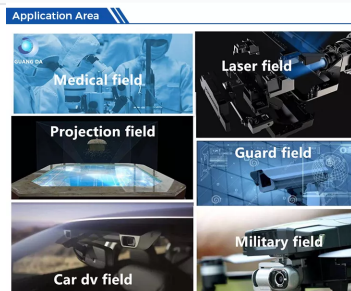 Application Area
GUANG DA
Medical field
Laser field
Projection field
Guard field
Car dv field
Military field